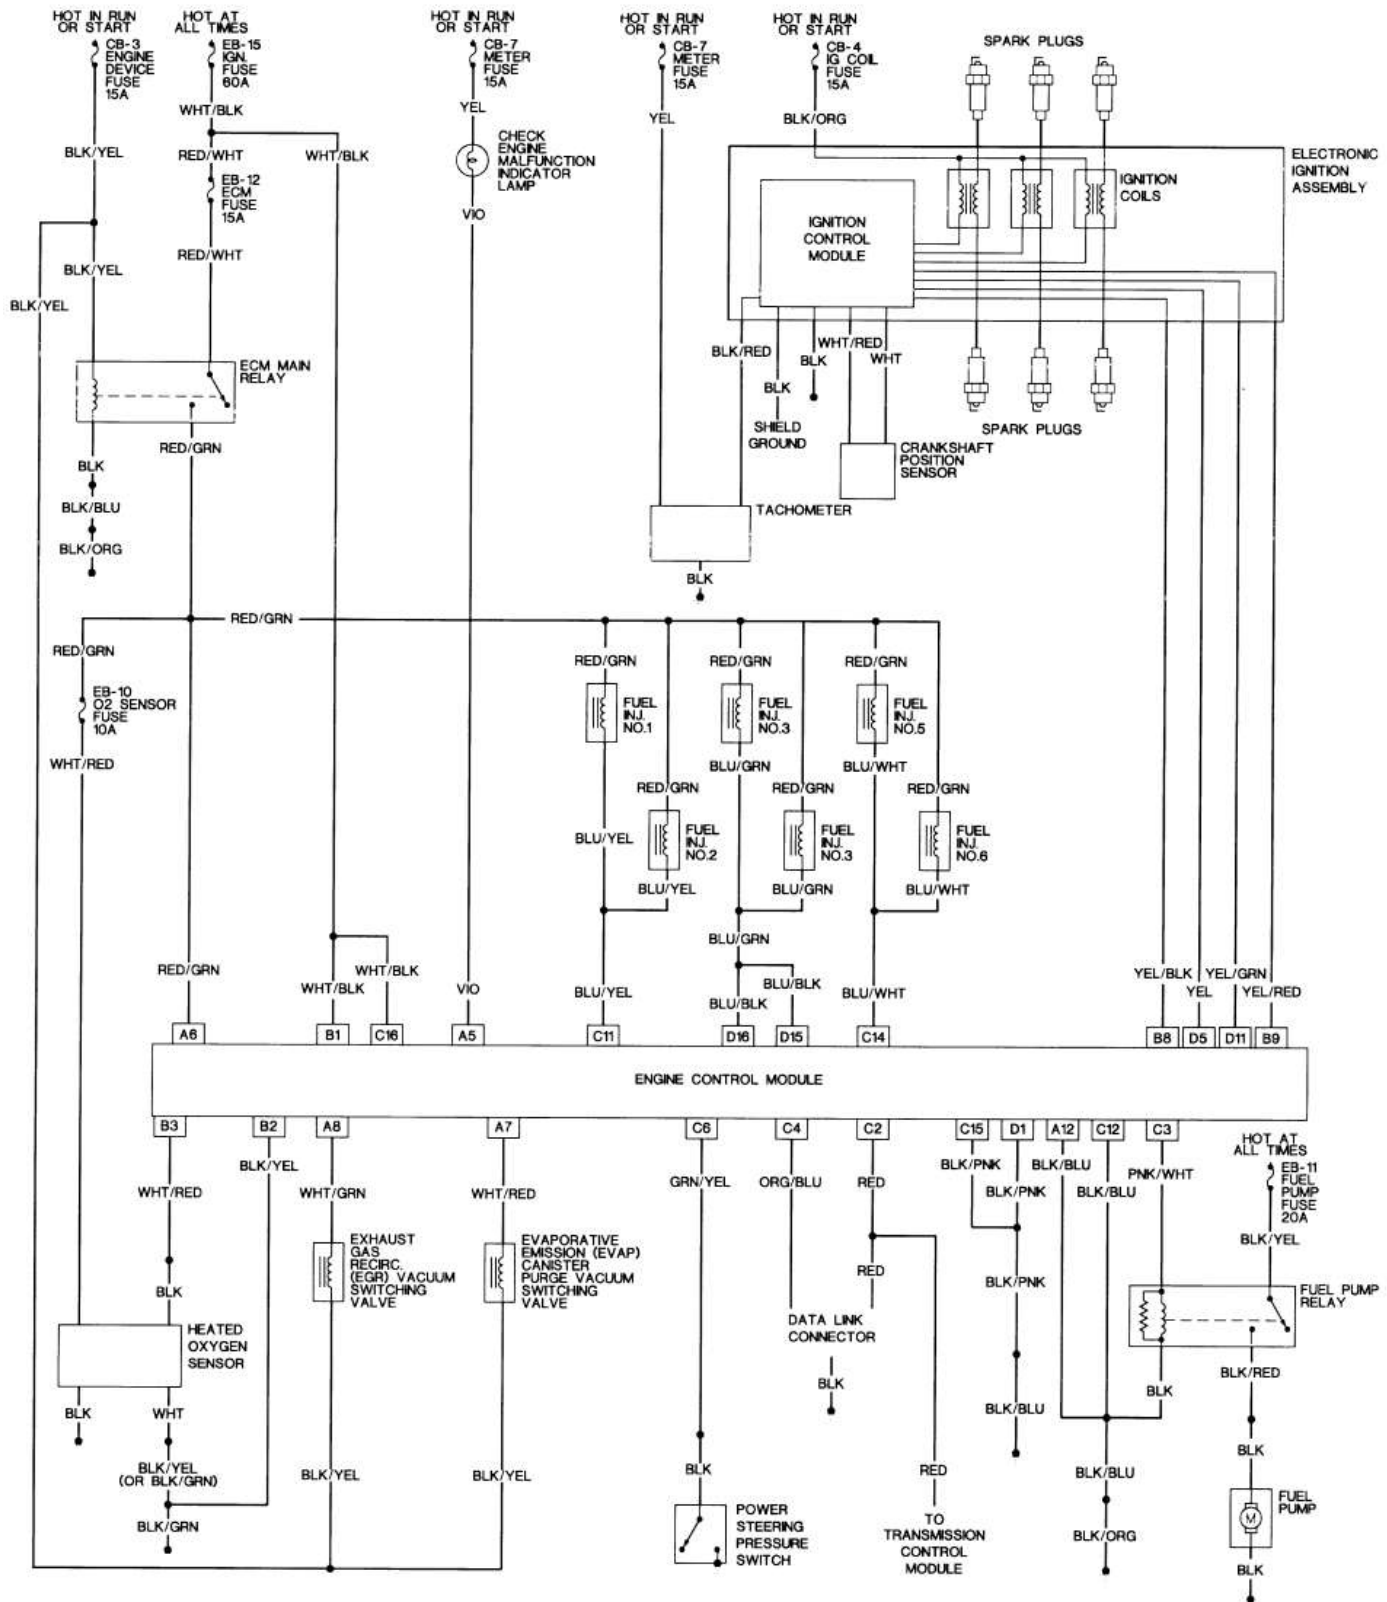 HOT IN RUN
OR START
CB-3
ENGINE
DEVICE
FUSE
15A
HOT AT
ALL TIMES
EB-15
IGN.
FUSE
60A
HOT IN RUN
OR START
CB-7
METER
FUSE
15A
HOT IN RUN
OR START
CB-7
METER
FUSE
15A
HOT IN RUN
OR START
CB-4
IG COIL
FUSE
15A
SPARK PLUGS
WHT/BLK
YEL
YEL
BLK/ORG
BLK/YEL
RED/WHT
WHT/BLK
CHECK
ENGINE
MALFUNCTION
INDICATOR
LAMP
ELECTRONIC
IGNITION
ASSEMBLY
EB-12
ECM
FUSE
15A
IGNITION
COILS
VIO
IGNITION
CONTROL
MODULE
RED/WHT
BLK/YEL
BLK/YEL
BLK/RED
WHT/RED
BLK
WHT
BLK
ECM MAIN
RELAY
SHIELD
GROUND
SPARK PLUGS
RED/GRN
BLK
CRANKSHAFT
POSITION
SENSOR
BLK/BLU
TACHOMETER
BLK/ORG
BLK
RED/GRN
RED/GRN
RED/GRN
RED/GRN
RED/GRN
EB-10
O2 SENSOR
FUSE
10A
FUEL
INJ.
NO.1
FUEL
INJ.
NO.3
FUEL
INJ.
NO.5
WHT/RED
BLU/GRN
BLU/WHT
RED/GRN
RED/GRN
RED/GRN
BLU/YEL
FUEL
INJ.
NO.2
FUEL
INJ.
NO.3
FUEL
INJ.
NO.6
BLU/YEL
BLU/GRN
BLU/WHT
BLU/GRN
RED/GRN
WHT/BLK
WHT/BLK
VIO
BLU/YEL
BLU/BLK
BLU/BLK
BLU/WHT
YEL/BLK
YEL
YEL/GRN
YEL/RED
A6
B1
C16
A5
C11
D16
D15
C14
B8
D5
D11
B9
ENGINE CONTROL MODULE
B3
B2
A8
A7
C6
C4
C2
C15
D1
A12
C12
C3
HOT AT
ALL TIMES
EB-11
FUEL
PUMP
FUSE
20A
BLK/YEL
WHT/RED
WHT/GRN
WHT/RED
GRN/YEL
ORG/BLU
RED
BLK/PNK
BLK/PNK
BLK/BLU
BLK/BLU
PNK/WHT
BLK/YEL
EXHAUST
GAS
RECIRC.
(EGR) VACUUM
SWITCHING
VALVE
EVAPORATIVE
EMISSION (EVAP)
CANISTER
PURGE VACUUM
SWITCHING
VALVE
RED
BLK/PNK
BLK
FUEL PUMP
RELAY
DATA LINK
CONNECTOR
HEATED
OXYGEN
SENSOR
BLK
BLK
BLK/RED
BLK
WHT
BLK/BLU
BLK/YEL
(OR BLK/GRN)
BLK/YEL
BLK/YEL
BLK
RED
BLK/BLU
BLK
BLK/GRN
POWER
STEERING
PRESSURE
SWITCH
TO
TRANSMISSION
CONTROL
MODULE
BLK/ORG
M
FUEL
PUMP
BLK